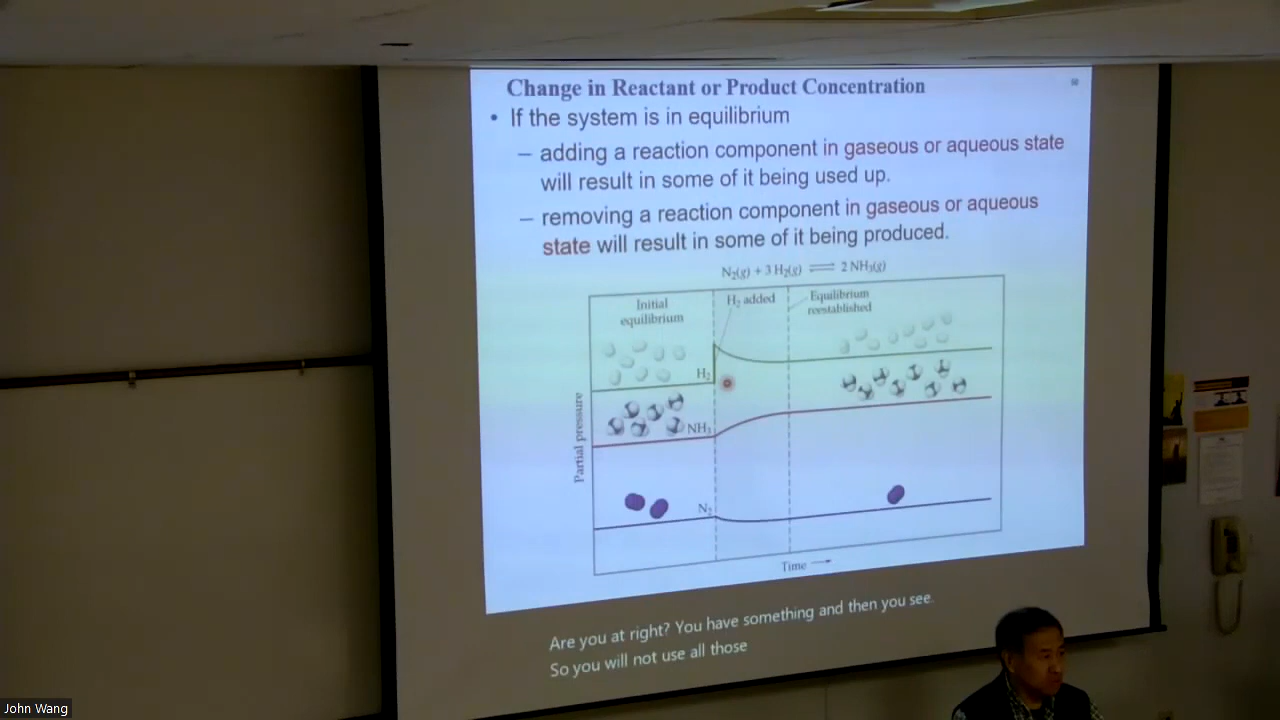 Change in Reactant or Product Concentration
• If the system is in equilibrium
– adding a reaction component in gaseous or aqueous state
will result in some of it being used up.
– removing a reaction component in gaseous or aqueous
state will result in some of it being produced.
N₂(g) + 3 H₂(g) ⇌ 2 NH₃(g)
Initial
equilibrium
H₂ added
Equilibrium
reestablished
H₂
NH₃
N₂
Partial pressure
Time →
Are you at right? You have something and then you see.
So you will not use all those
John Wang